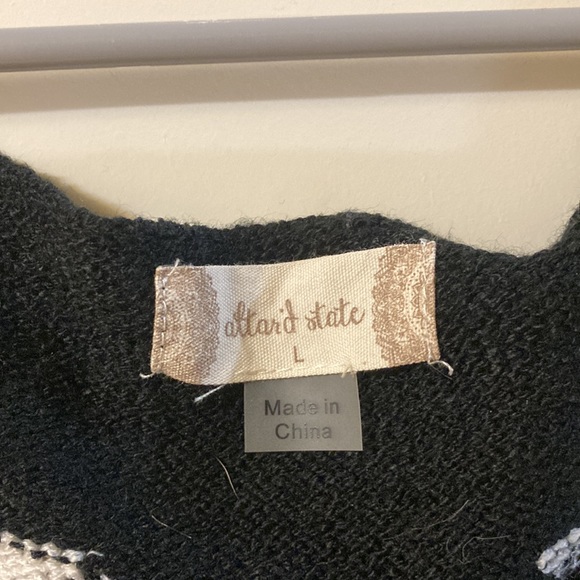 altar'd state
L
Made in
China